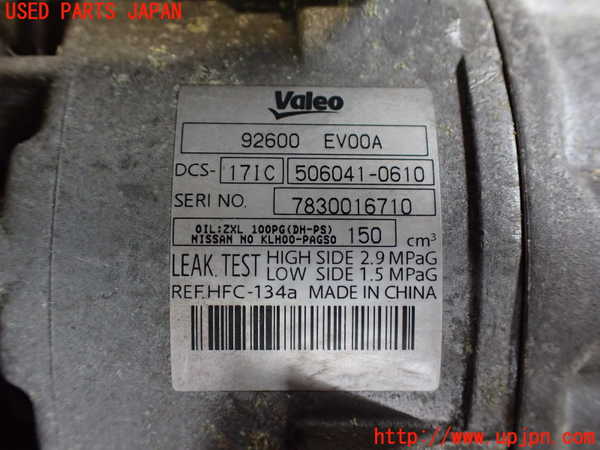 USED PARTS JAPAN
Valeo
92600 EV00A
DCS- 171C 506041-0610
SERI NO. 7830016710
OIL:ZXL 100PG(DH-PS)
NISSAN NO KLH00-PAGS0 150 cm³
LEAK.TEST HIGH SIDE 2.9 MPaG
LOW SIDE 1.5 MPaG
REF.HFC-134a MADE IN CHINA
http://www.upjpn.com